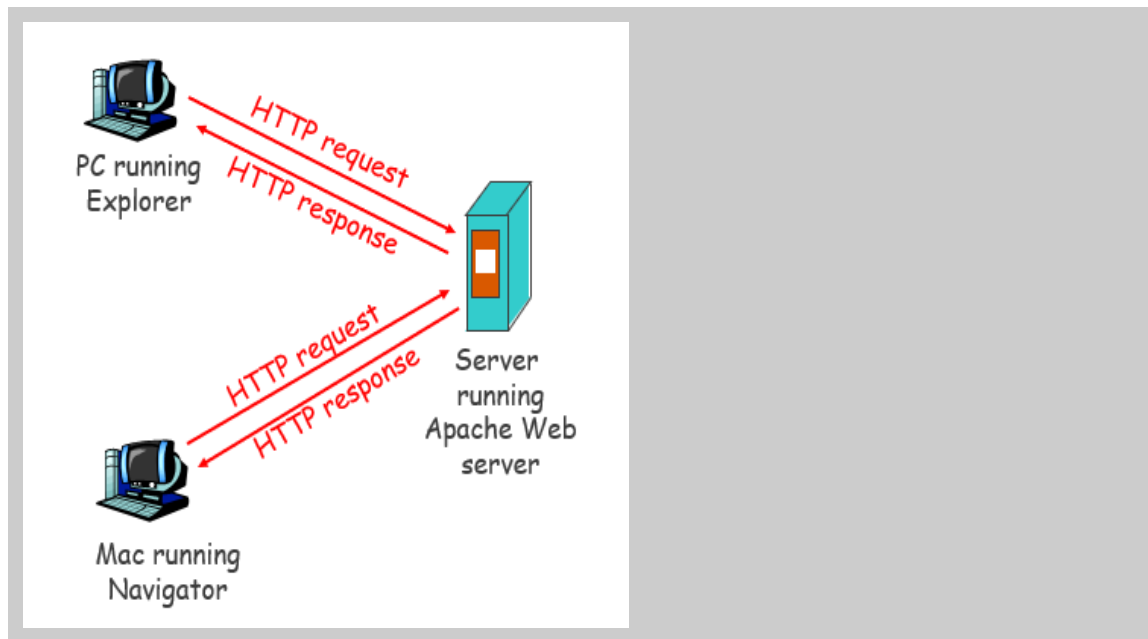 HTTP request
HTTP response
PC running
Explorer
HTTP request
HTTP response
Server
running
Apache Web
server
Mac running
Navigator